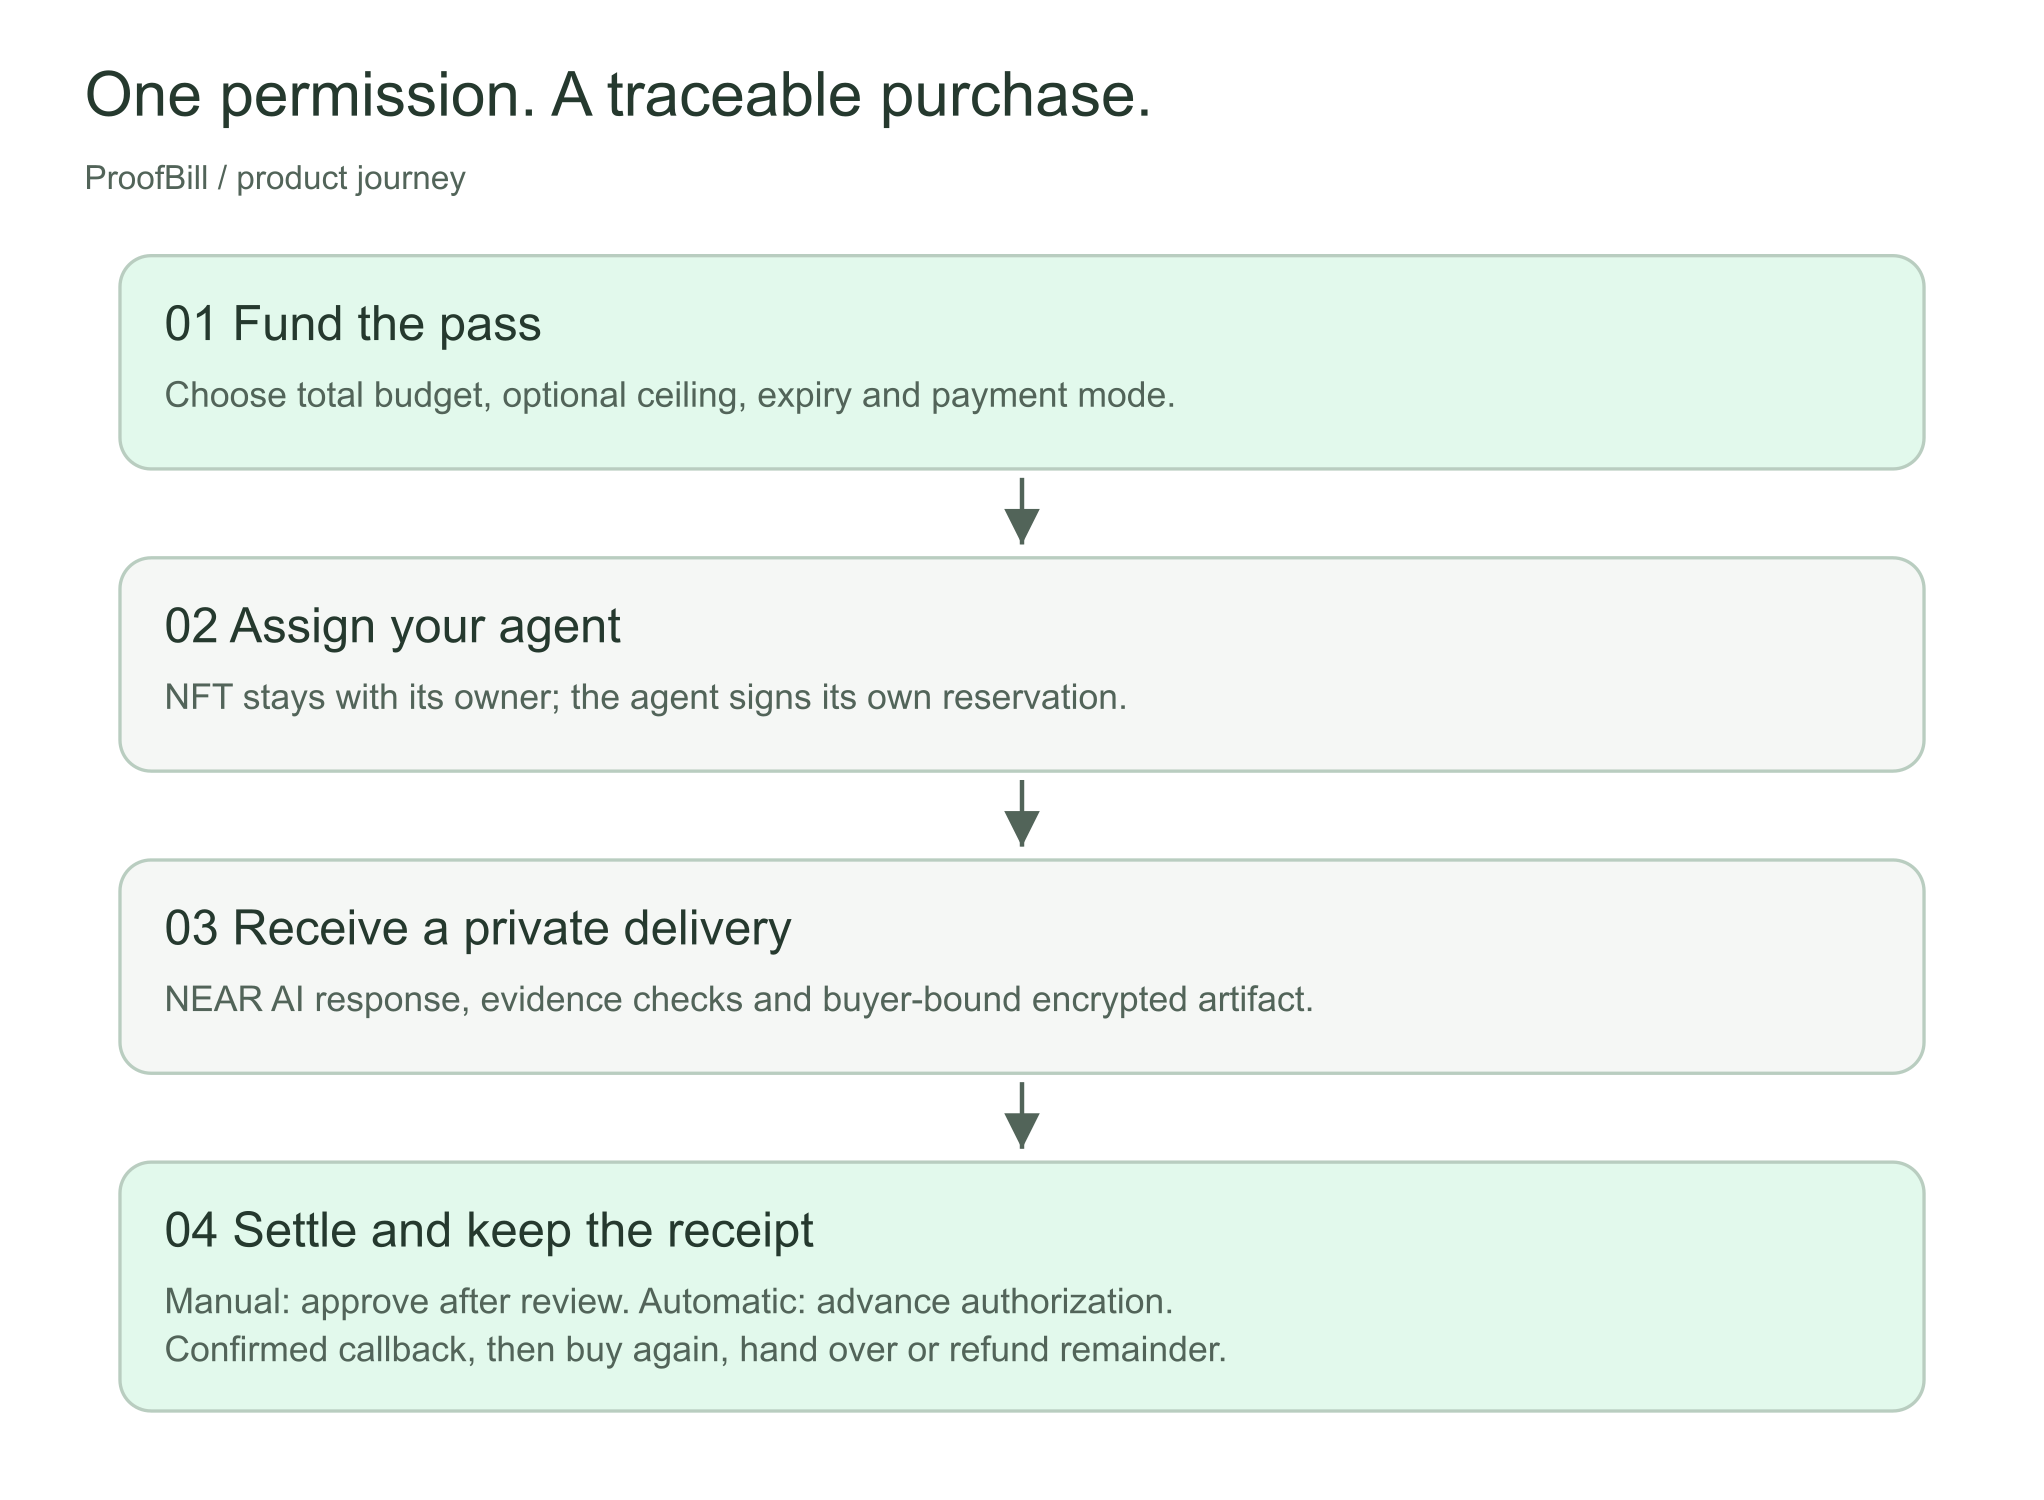 One permission. A traceable purchase.
ProofBill / product journey
01 Fund the pass
Choose total budget, optional ceiling, expiry and payment mode.
02 Assign your agent
NFT stays with its owner; the agent signs its own reservation.
03 Receive a private delivery
NEAR AI response, evidence checks and buyer-bound encrypted artifact.
04 Settle and keep the receipt
Manual: approve after review. Automatic: advance authorization.
Confirmed callback, then buy again, hand over or refund remainder.